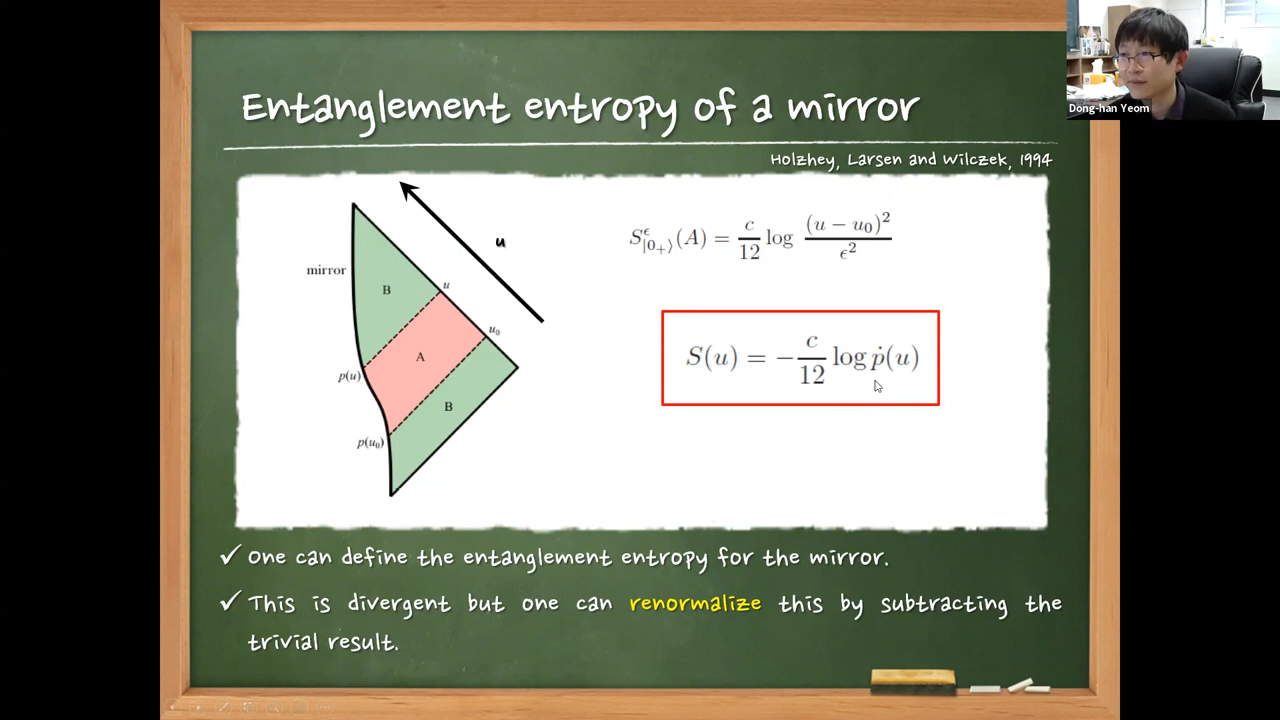 Dong-han Yeom
Entanglement entropy of a mirror
Holzhey, Larsen and Wilczek, 1994
u
mirror
B
u
A
u₀
B
p(u)
p(u₀)
S^ϵ_{|0₊⟩}(A) = c/12 log (u − u₀)²/ϵ²
S(u) = − c/12 log ṗ(u)
✓ One can define the entanglement entropy for the mirror.
✓ This is divergent but one can renormalize this by subtracting the
trivial result.